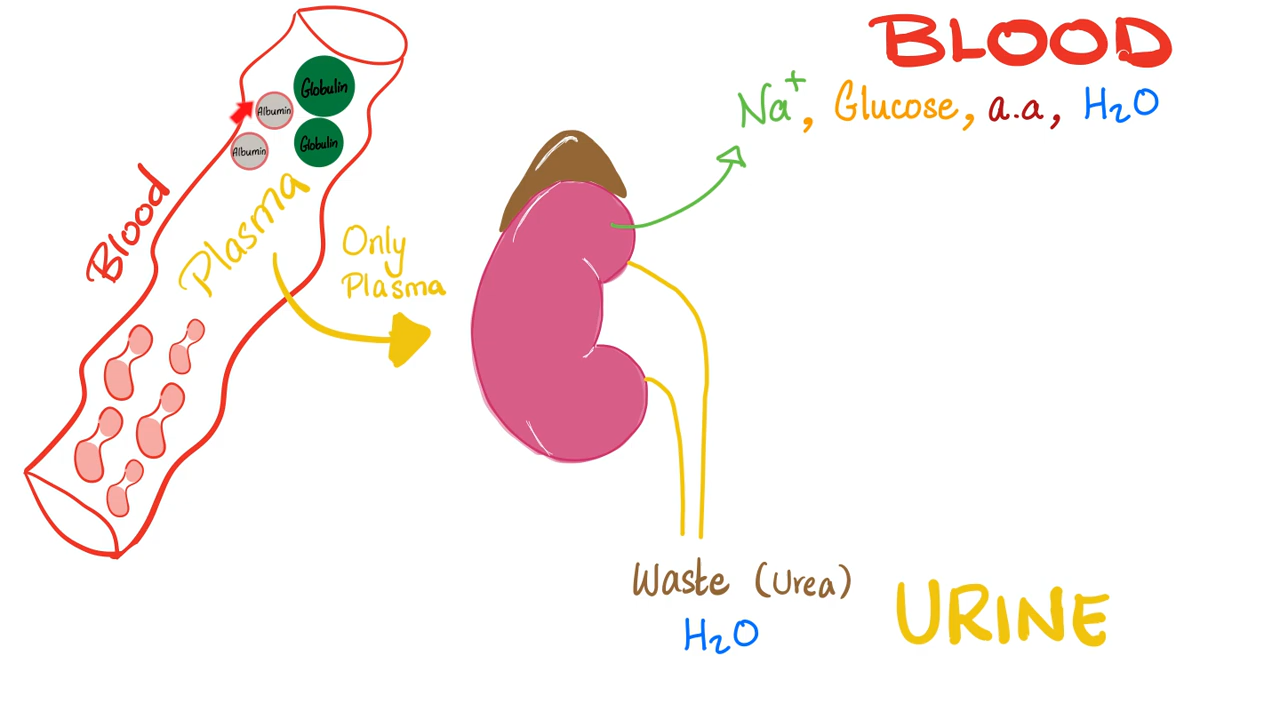 BLOOD
Na⁺, Glucose, a.a, H₂O
Globulin
Albumin
Globulin
Albumin
Blood
Plasma
Only
Plasma
Waste (Urea)
H₂O
URINE